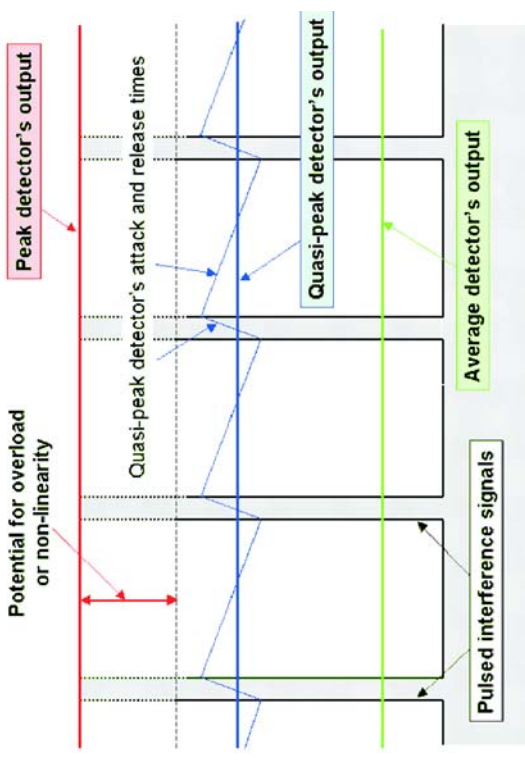 Potential for overload
or non-linearity
Peak detector's output
Quasi-peak detector's attack and release times
Quasi-peak detector's output
Average detector's output
Pulsed interference signals